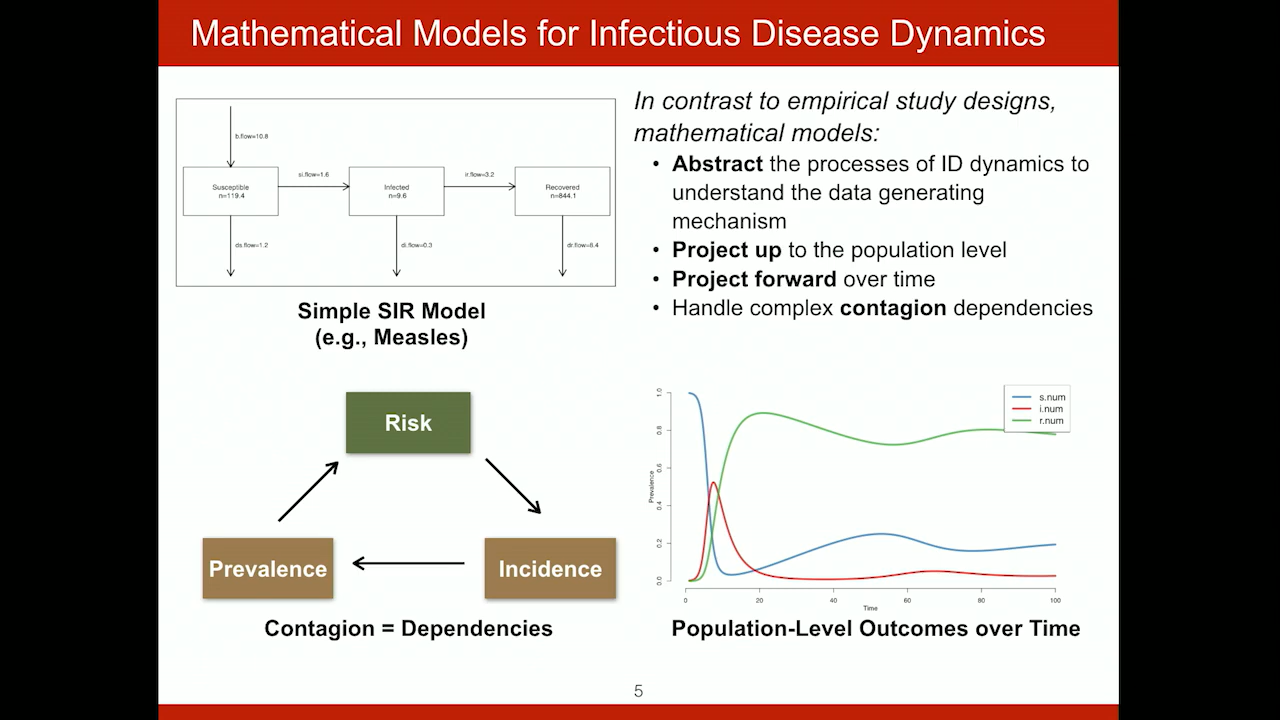 Mathematical Models for Infectious Disease Dynamics
b.flow=10.8
Susceptible
n=119.4
si.flow=1.6
Infected
n=9.6
ir.flow=3.2
Recovered
n=844.1
ds.flow=1.2
di.flow=0.3
dr.flow=8.4
Simple SIR Model
(e.g., Measles)
In contrast to empirical study designs,
mathematical models:
• Abstract the processes of ID dynamics to
understand the data generating
mechanism
• Project up to the population level
• Project forward over time
• Handle complex contagion dependencies
Risk
Prevalence
Incidence
Contagion = Dependencies
s.num
i.num
r.num
1.0
0.8
0.6
0.4
0.2
0.0
Prevalence
0 20 40 60 80 100
Time
Population-Level Outcomes over Time
5